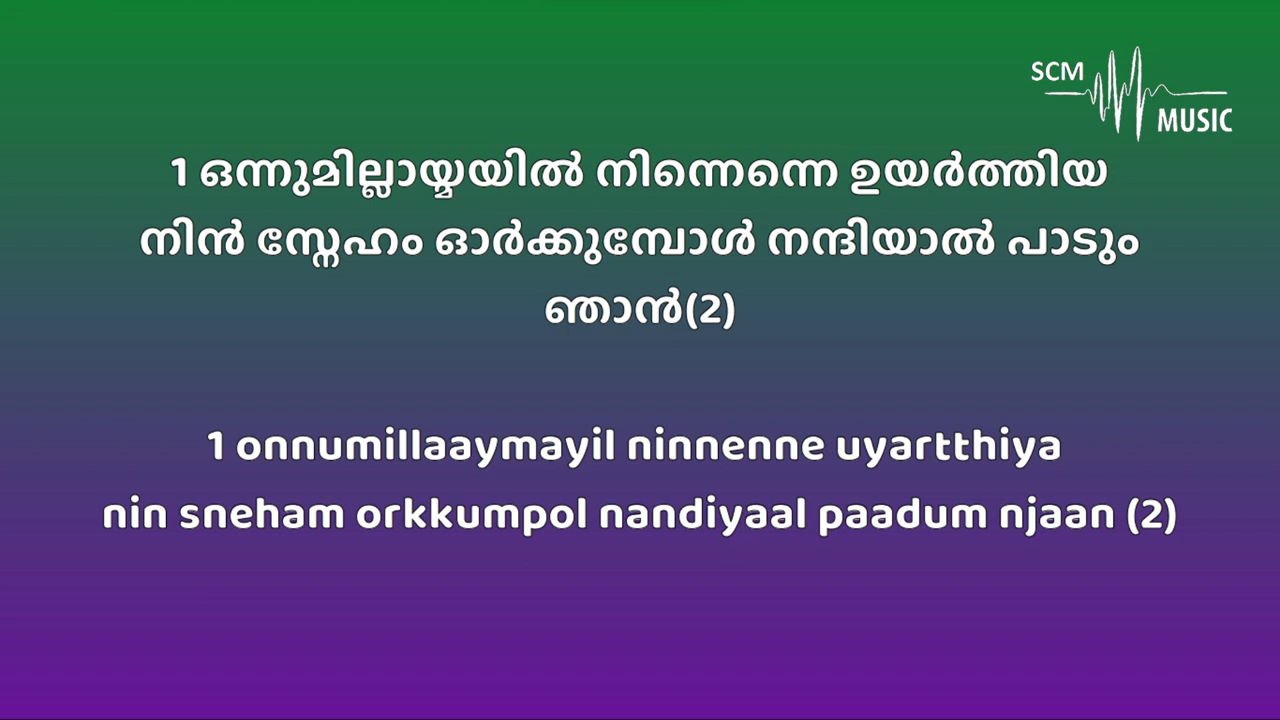 SCM
MUSIC
1 ഒന്നുമില്ലായ്മയിൽ നിന്നെന്നെ ഉയർത്തിയ
നിൻ സ്നേഹം ഓർക്കുമ്പോൾ നന്ദിയാൽ പാടും
ഞാൻ(2)
1 onnumillaaymayil ninnenne uyartthiya
nin sneham orkkumpol nandiyaal paadum njaan (2)